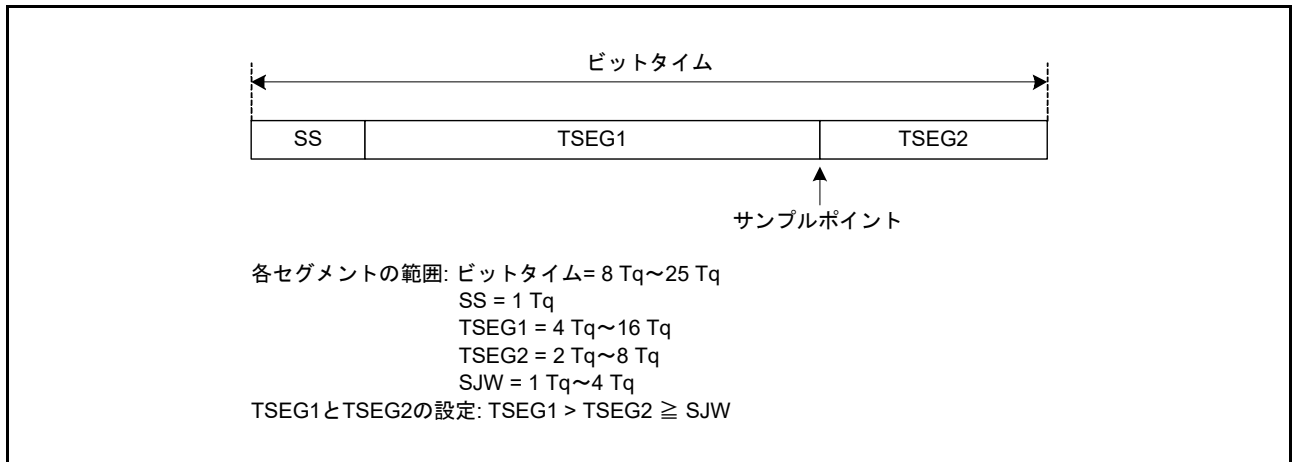 ビットタイム
SS TSEG1 TSEG2
サンプルポイント
各セグメントの範囲: ビットタイム= 8 Tq～25 Tq
SS = 1 Tq
TSEG1 = 4 Tq～16 Tq
TSEG2 = 2 Tq～8 Tq
SJW = 1 Tq～4 Tq
TSEG1とTSEG2の設定: TSEG1 > TSEG2 ≧ SJW